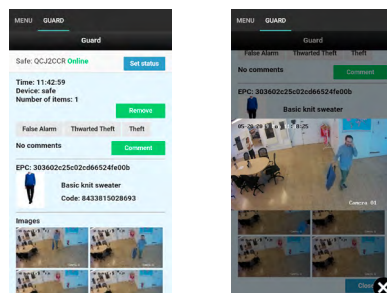 MENU GUARD
Guard
Safe: QCJ2CCR Online
Set status
Time: 11:42:59
Device: safe
Number of items: 1
Remove
False Alarm Thwarted Theft Theft
No comments
Comment
EPC: 303602c25c02cd66524fe00b
Basic knit sweater
Code: 8433815028693
Images
MENU GUARD
Guard
False Alarm Thwarted Theft Theft
No comments
Comment
EPC: 303602c25c02cd66524fe00b
Basic knit sweater
Camera 01
Close